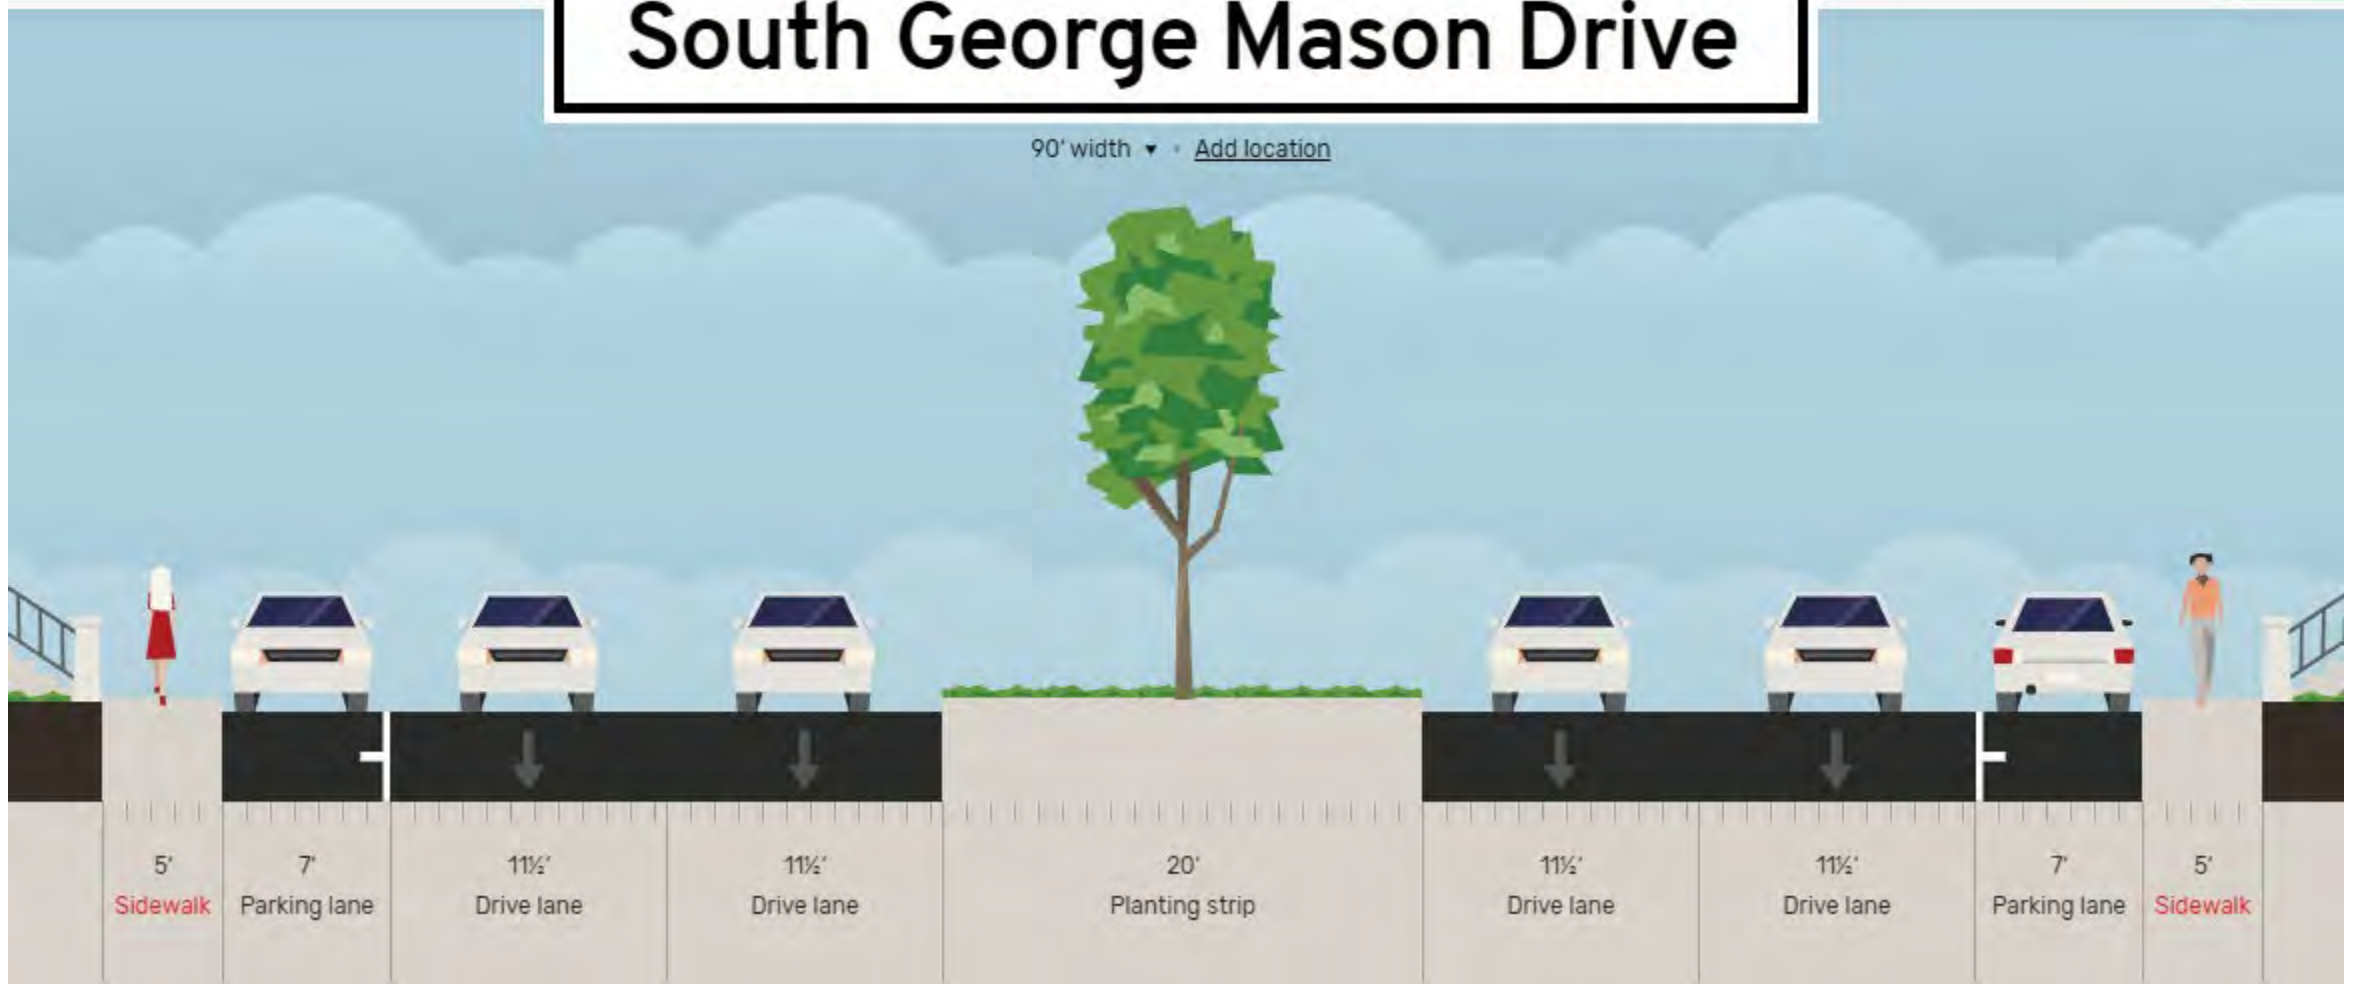 South George Mason Drive
90' width ▼ · Add location
5' 7' 11½' 11½' 20' 11½' 11½' 7' 5'
Sidewalk Parking lane Drive lane Drive lane Planting strip Drive lane Drive lane Parking lane Sidewalk